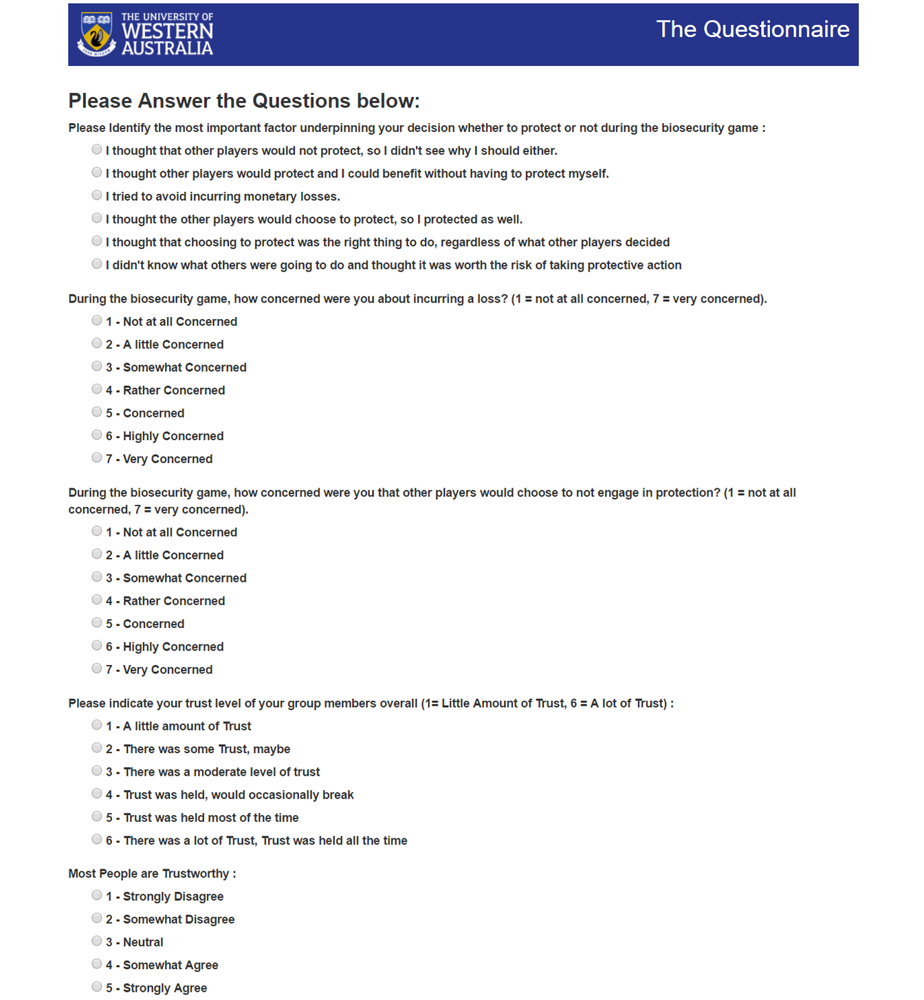 THE UNIVERSITY OF
WESTERN
AUSTRALIA
SEEK WISDOM
The Questionnaire
Please Answer the Questions below:
Please Identify the most important factor underpinning your decision whether to protect or not during the biosecurity game :
I thought that other players would not protect, so I didn't see why I should either.
I thought other players would protect and I could benefit without having to protect myself.
I tried to avoid incurring monetary losses.
I thought the other players would choose to protect, so I protected as well.
I thought that choosing to protect was the right thing to do, regardless of what other players decided
I didn't know what others were going to do and thought it was worth the risk of taking protective action
During the biosecurity game, how concerned were you about incurring a loss? (1 = not at all concerned, 7 = very concerned).
1 - Not at all Concerned
2 - A little Concerned
3 - Somewhat Concerned
4 - Rather Concerned
5 - Concerned
6 - Highly Concerned
7 - Very Concerned
During the biosecurity game, how concerned were you that other players would choose to not engage in protection? (1 = not at all
concerned, 7 = very concerned).
1 - Not at all Concerned
2 - A little Concerned
3 - Somewhat Concerned
4 - Rather Concerned
5 - Concerned
6 - Highly Concerned
7 - Very Concerned
Please indicate your trust level of your group members overall (1= Little Amount of Trust, 6 = A lot of Trust) :
1 - A little amount of Trust
2 - There was some Trust, maybe
3 - There was a moderate level of trust
4 - Trust was held, would occasionally break
5 - Trust was held most of the time
6 - There was a lot of Trust, Trust was held all the time
Most People are Trustworthy :
1 - Strongly Disagree
2 - Somewhat Disagree
3 - Neutral
4 - Somewhat Agree
5 - Strongly Agree